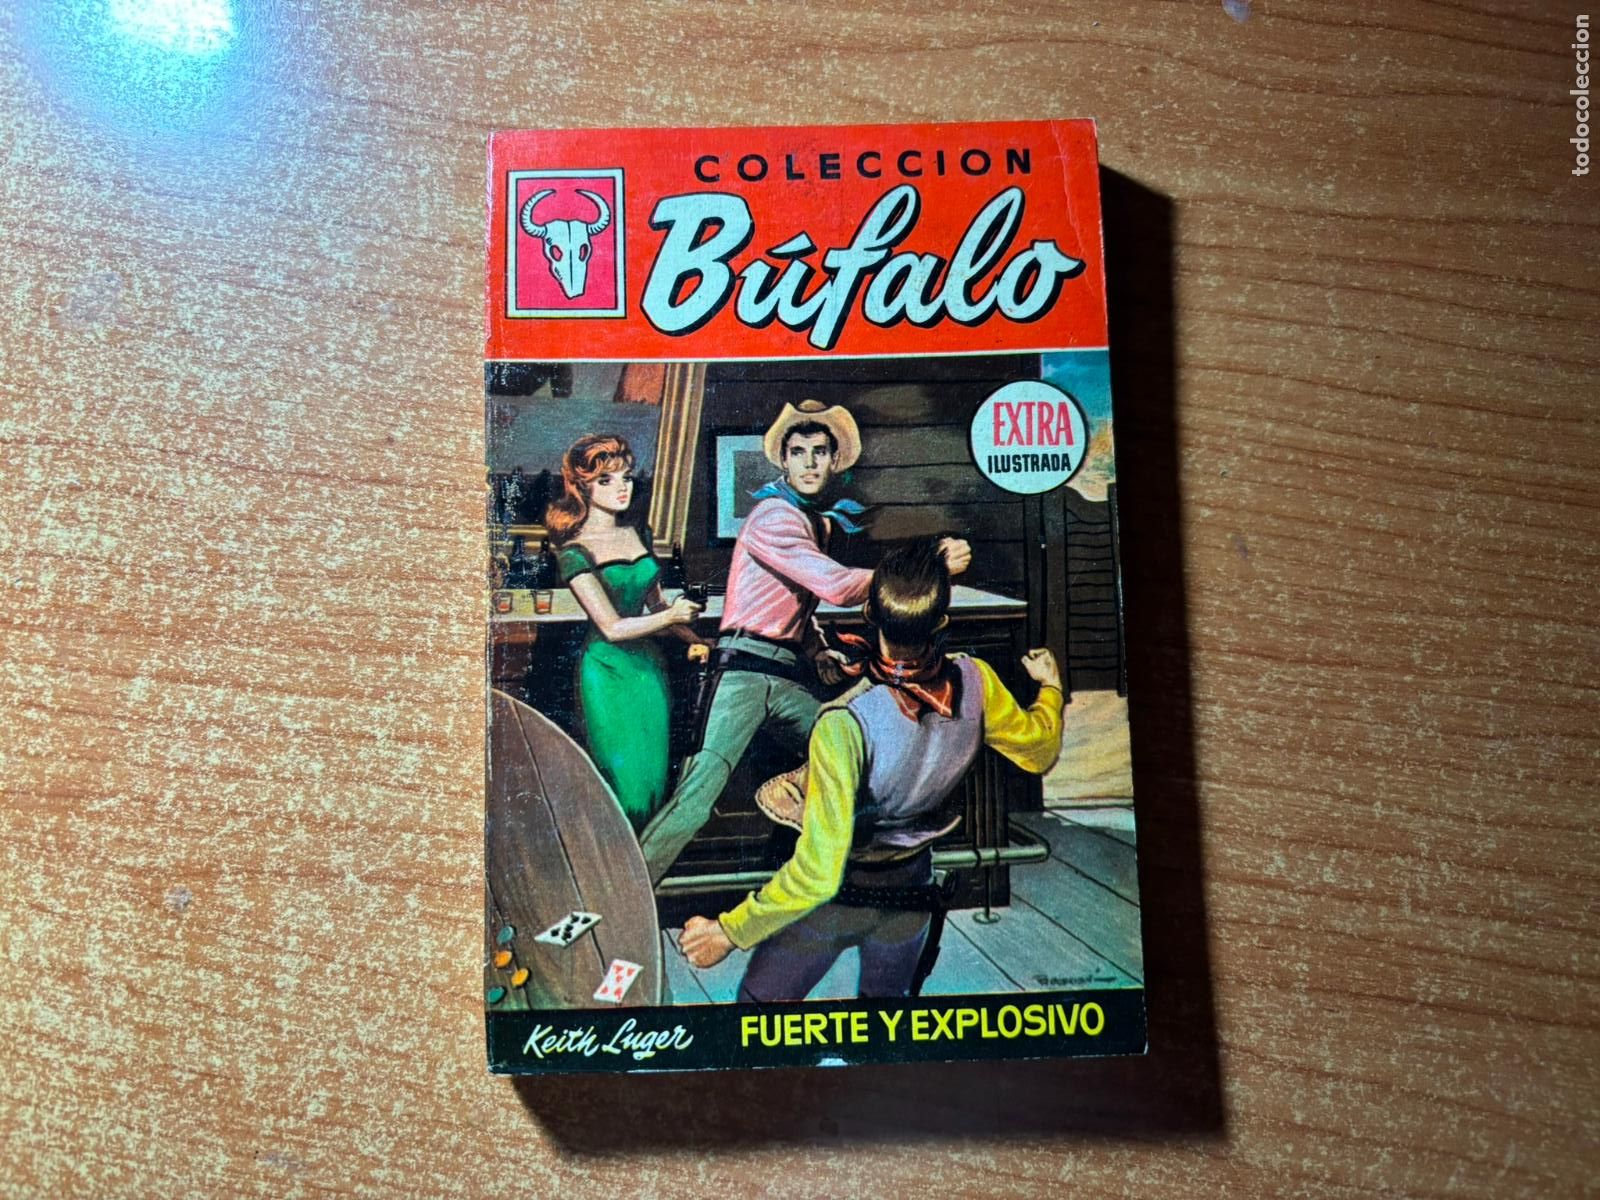 COLECCION
Búfalo
EXTRA
ILUSTRADA
Keith Luger
FUERTE Y EXPLOSIVO
todocoleccion